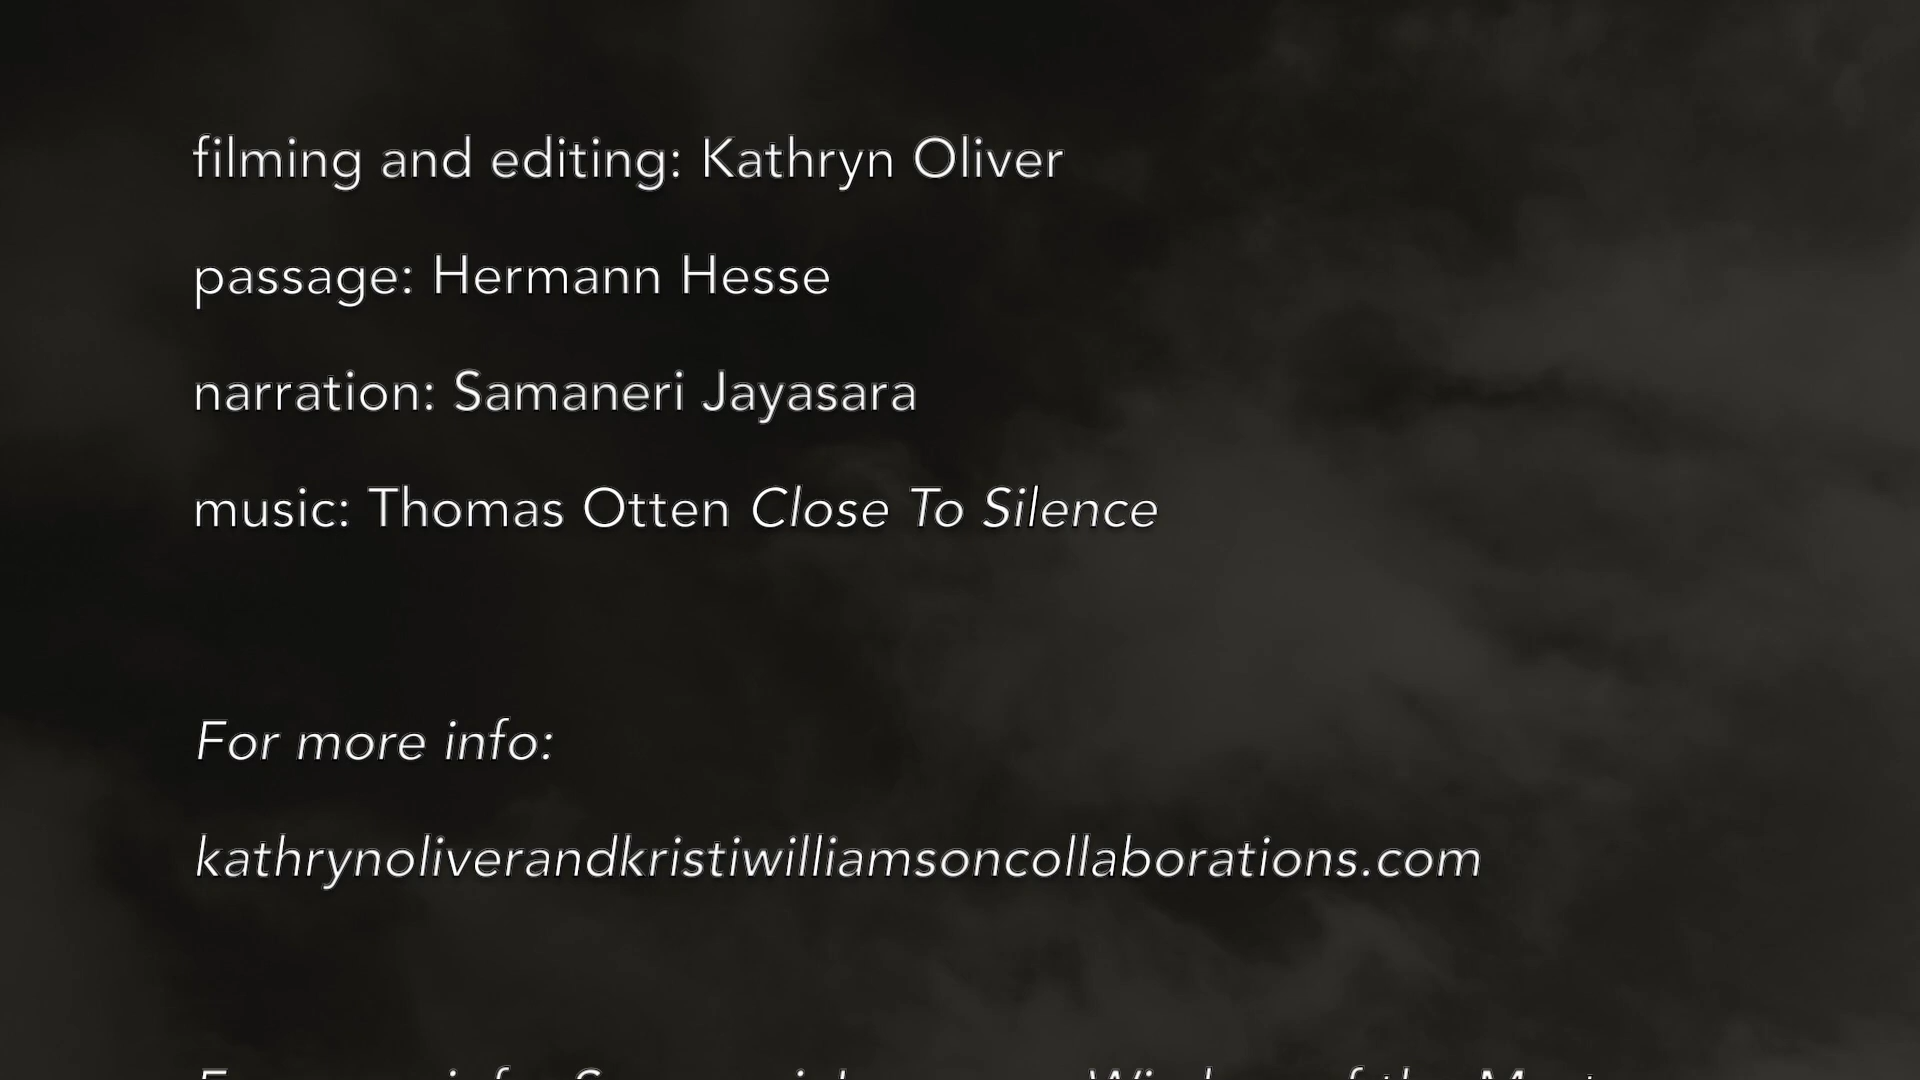 filming and editing: Kathryn Oliver
passage: Hermann Hesse
narration: Samaneri Jayasara
music: Thomas Otten Close To Silence
For more info:
kathrynoliverandkristiwilliamsoncollaborations.com